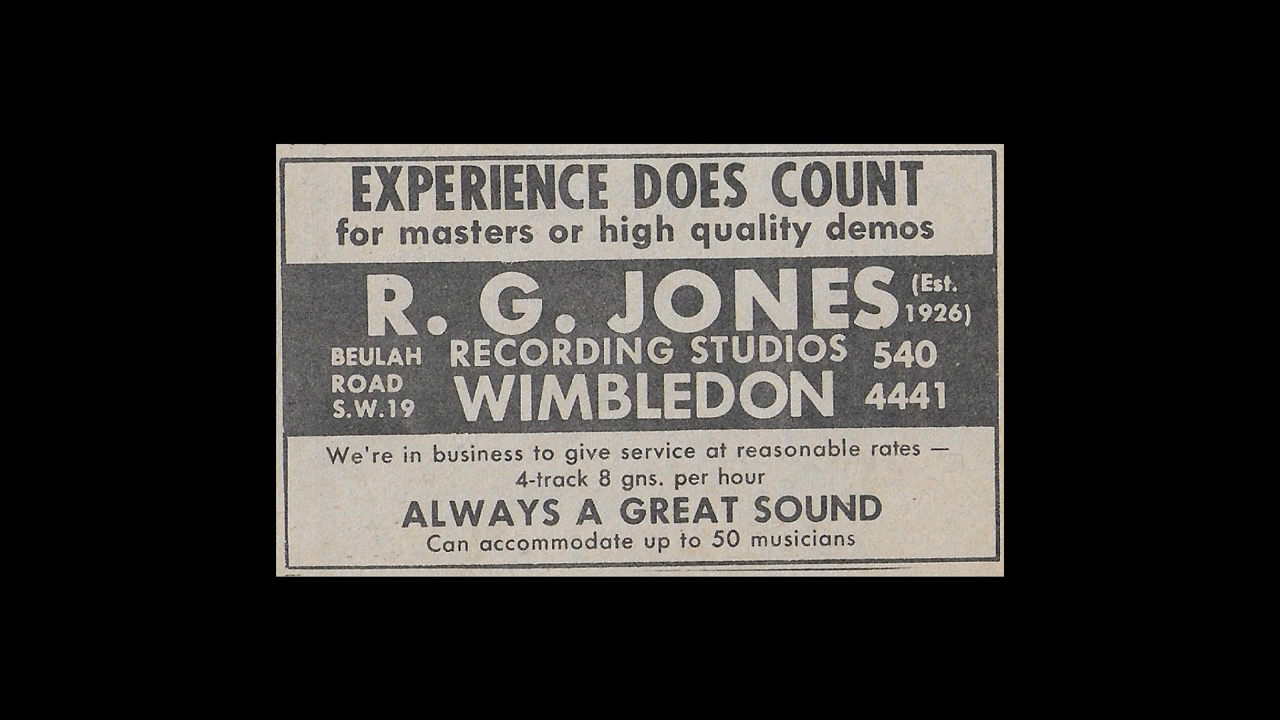 EXPERIENCE DOES COUNT
for masters or high quality demos
R. G. JONES (Est. 1926)
BEULAH ROAD S.W.19
RECORDING STUDIOS
WIMBLEDON
540 4441
We're in business to give service at reasonable rates —
4-track 8 gns. per hour
ALWAYS A GREAT SOUND
Can accommodate up to 50 musicians